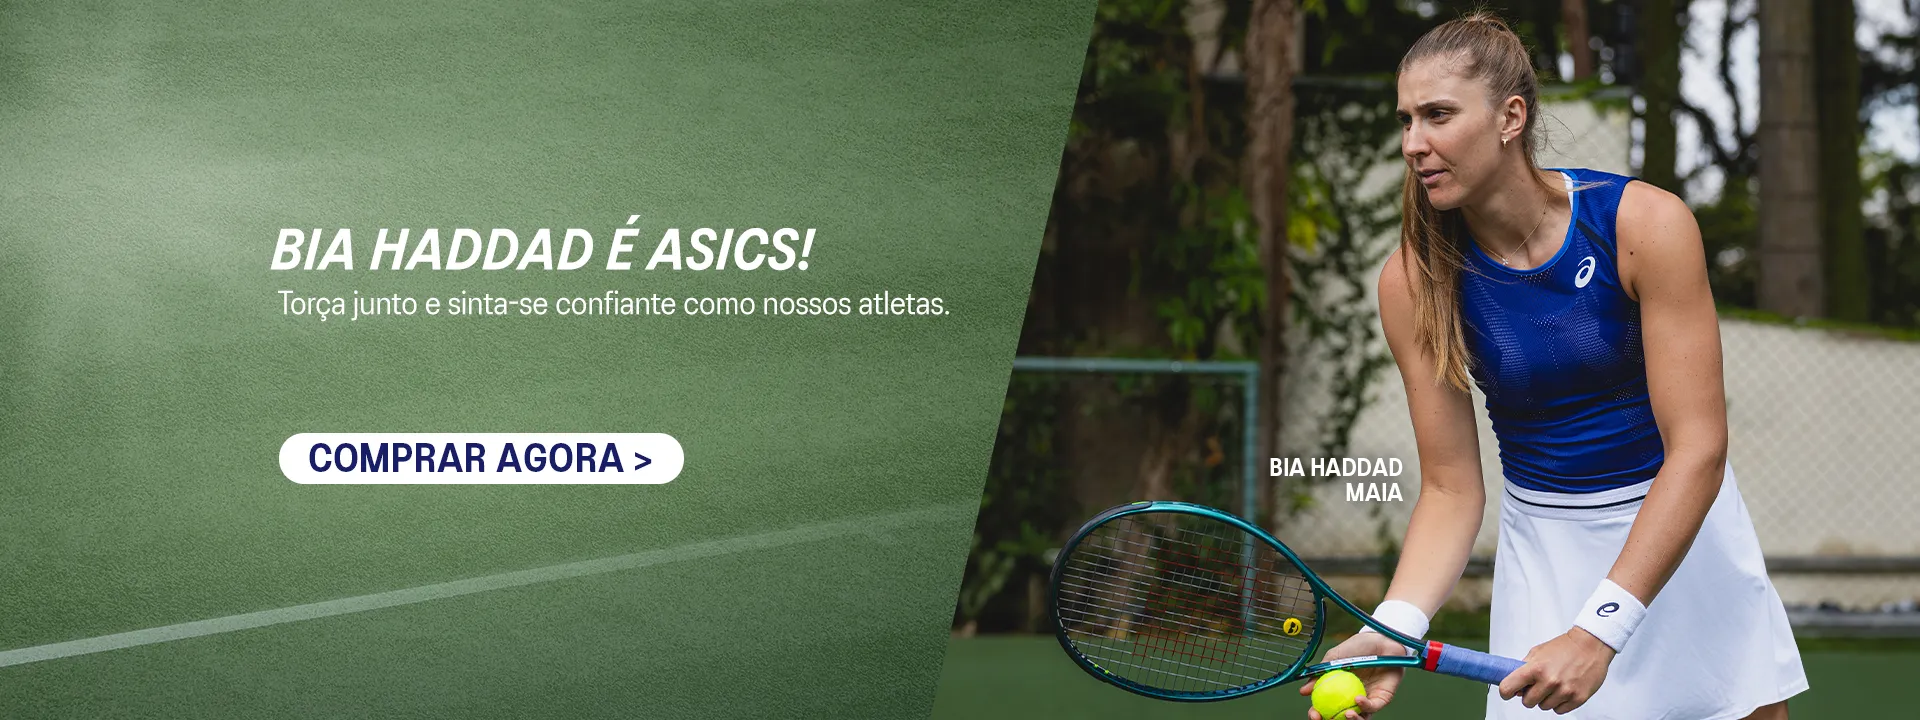 BIA HADDAD É ASICS!
Torça junto e sinta-se confiante como nossos atletas.
COMPRAR AGORA >
BIA HADDAD
MAIA